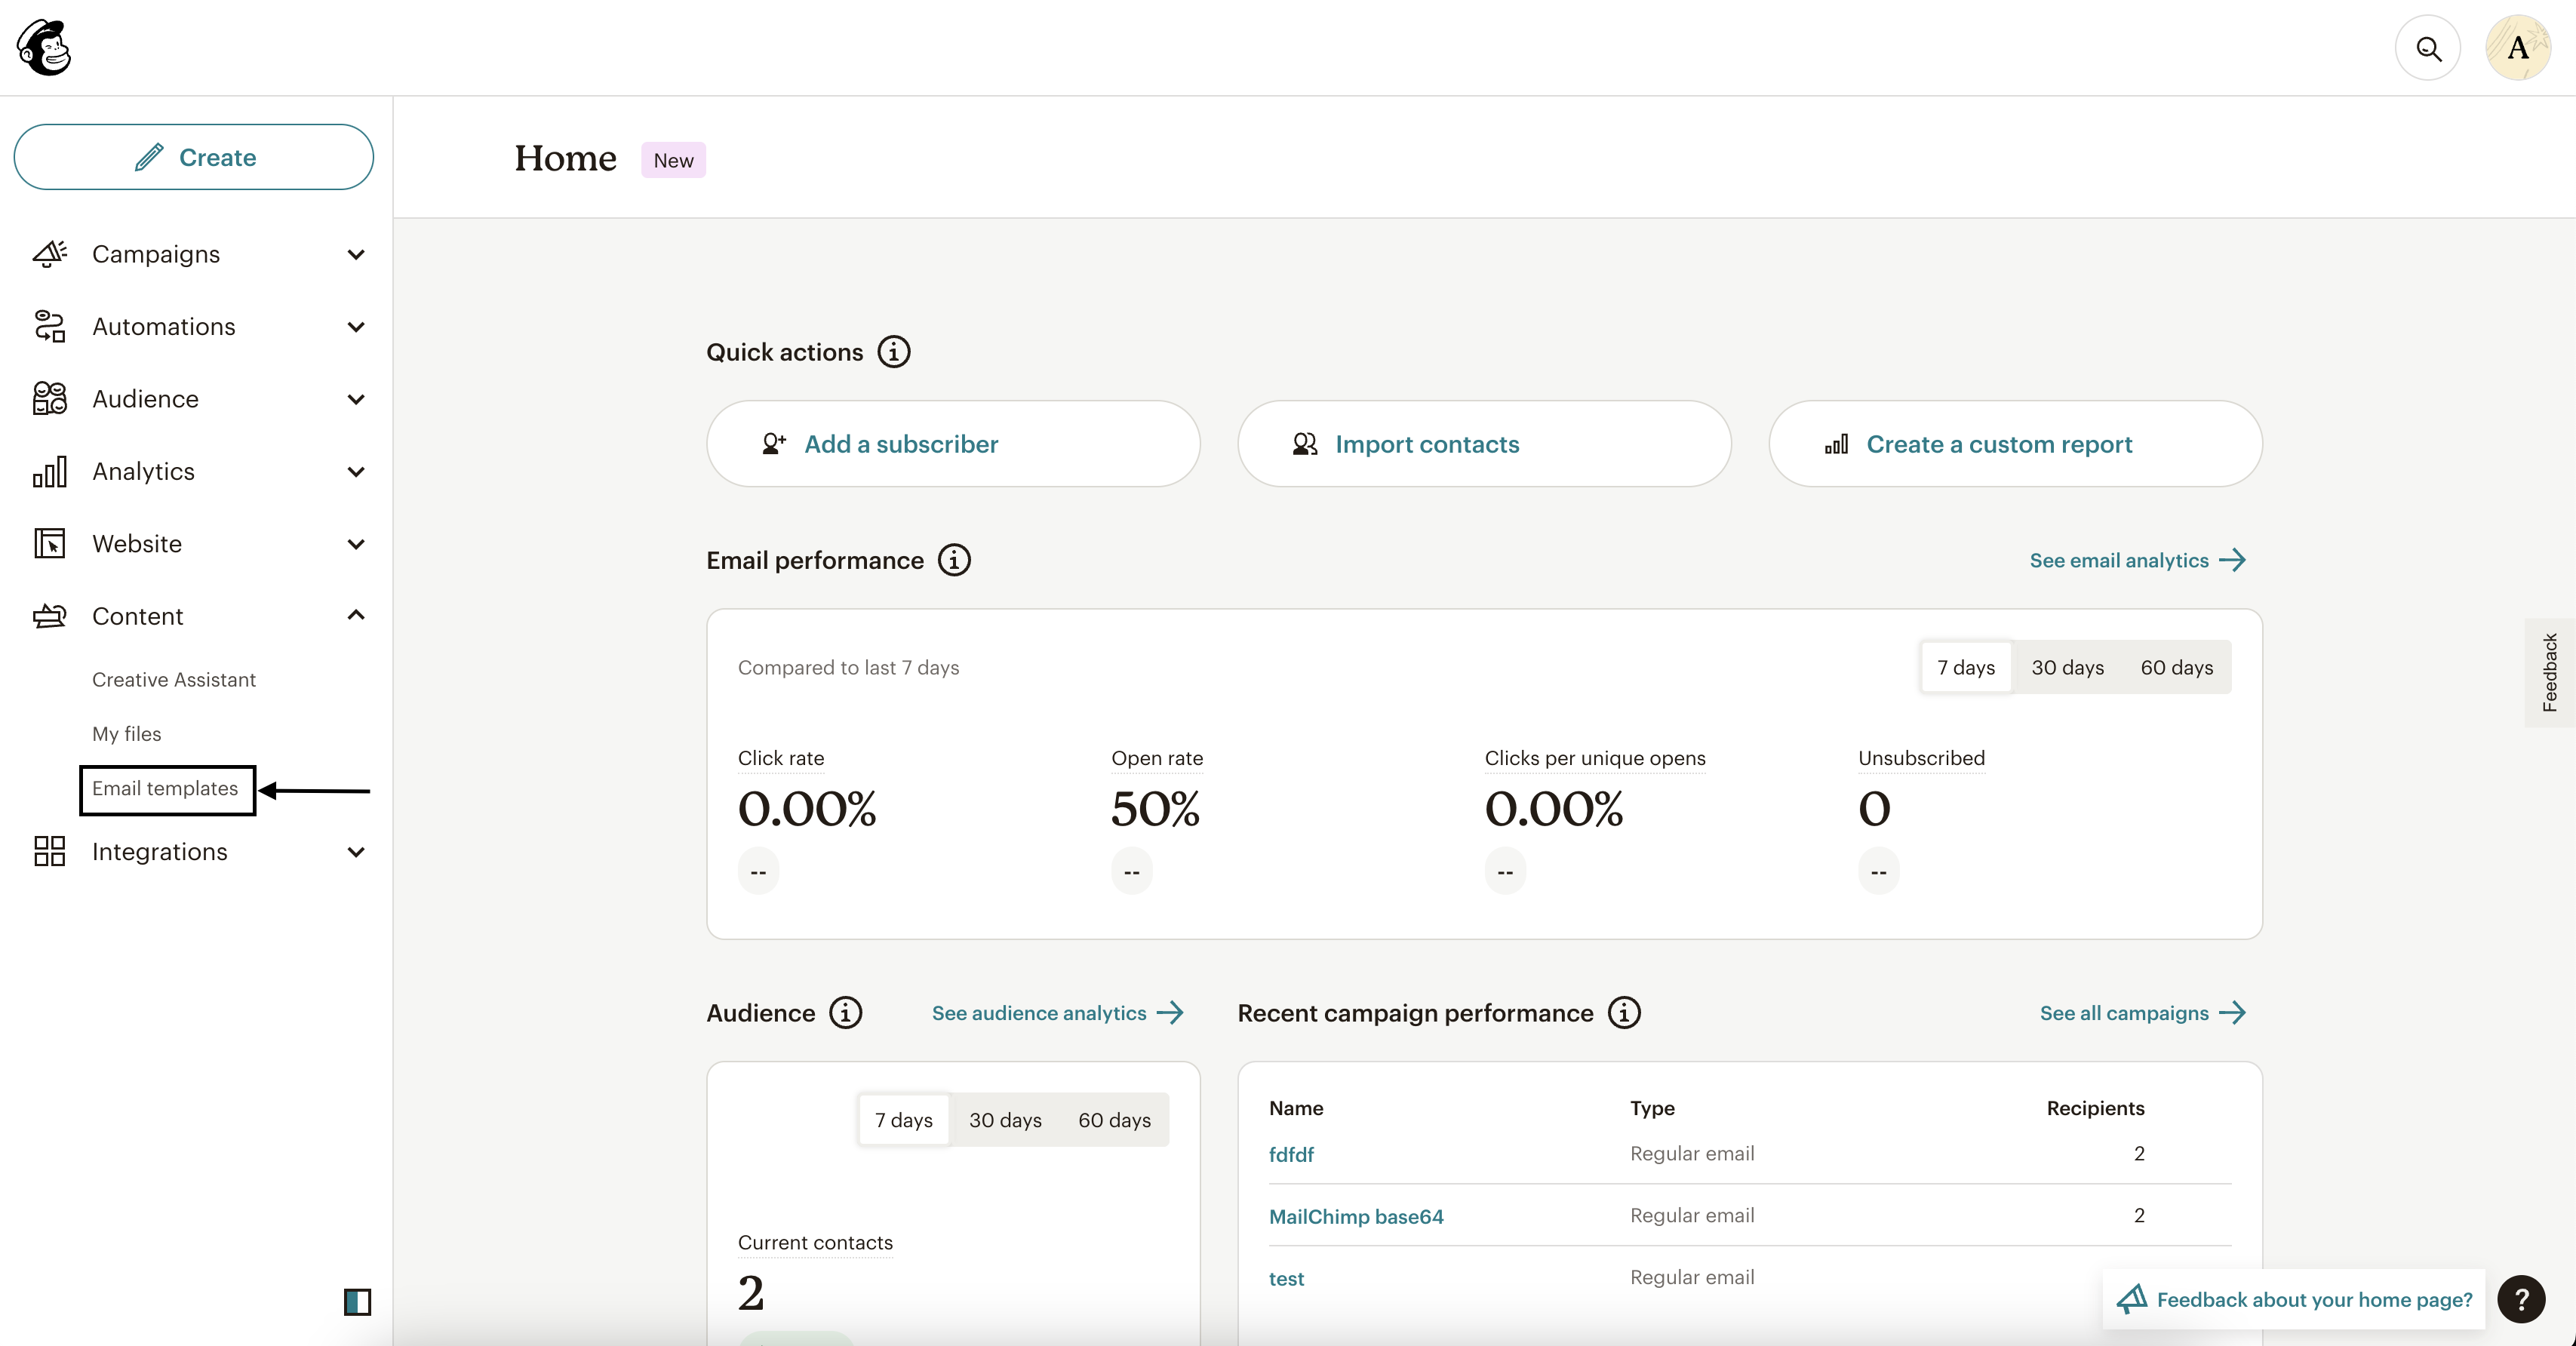 A
Create
Campaigns
Automations
Audience
Analytics
Website
Content
Creative Assistant
My files
Email templates
Integrations
Home New
Quick actions
Add a subscriber
Import contacts
Create a custom report
Email performance
See email analytics
Compared to last 7 days
7 days 30 days 60 days
Click rate Open rate Clicks per unique opens Unsubscribed
0.00% 50% 0.00% 0
-- -- -- --
Audience
See audience analytics
7 days 30 days 60 days
Current contacts
2
Recent campaign performance
See all campaigns
Name Type Recipients
fdfdf Regular email 2
MailChimp base64 Regular email 2
test Regular email
Feedback about your home page?
?
Feedback